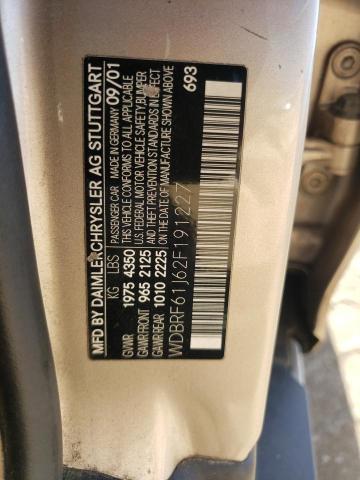 MFD BY DAIMLERCHRYSLER AG STUTTGART
PASSENGER CAR MADE IN GERMANY 09/01
KG LBS THIS VEHICLE CONFORMS TO ALL APPLICABLE
GVWR 1975 4350 U.S. FEDERAL MOTOR VEHICLE SAFETY, BUMPER
GAWR FRONT 965 2125 AND THEFT PREVENTION STANDARDS IN EFFECT
GAWR REAR 1010 2225 ON THE DATE OF MANUFACTURE SHOWN ABOVE
WDBRF61J62F191227 693